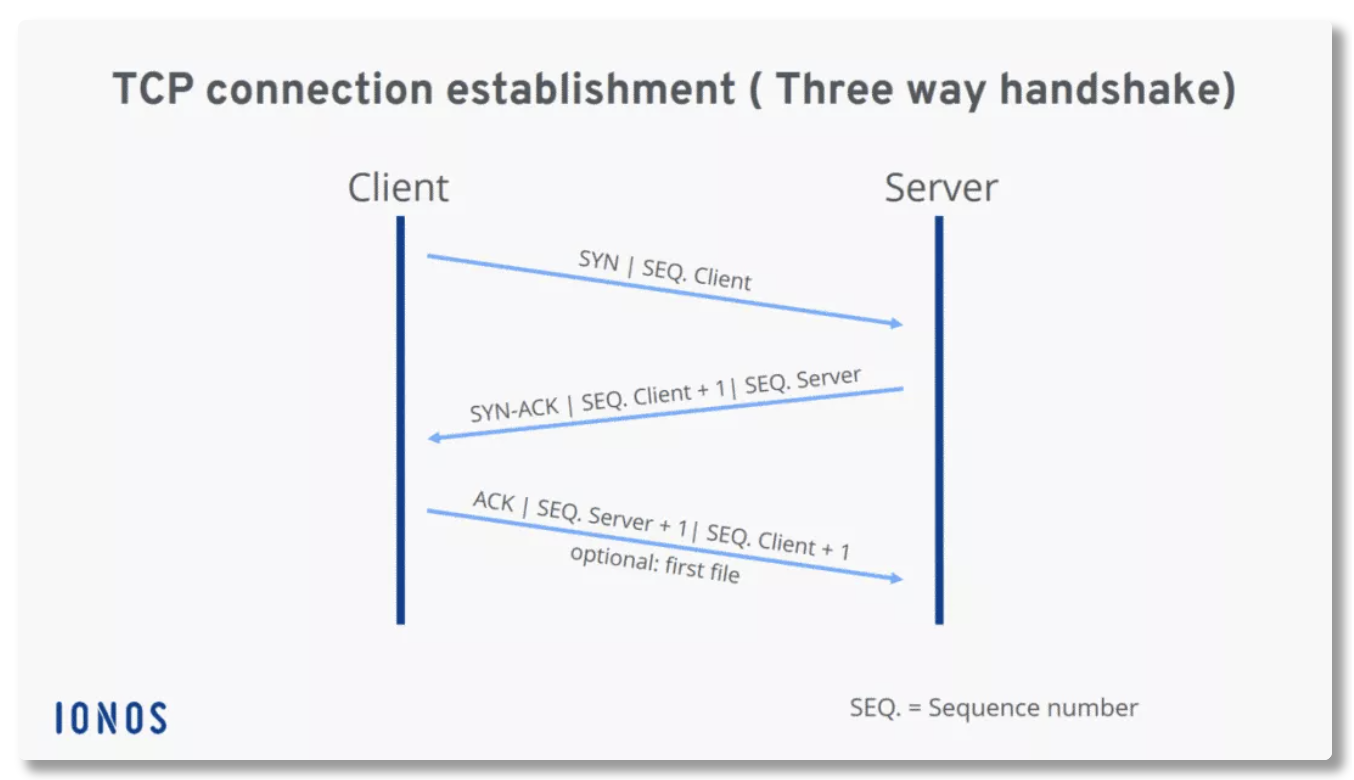 TCP connection establishment ( Three way handshake)
Client
Server
SYN | SEQ. Client
SYN-ACK | SEQ. Client + 1| SEQ. Server
ACK | SEQ. Server + 1| SEQ. Client + 1
optional: first file
IONOS
SEQ. = Sequence number